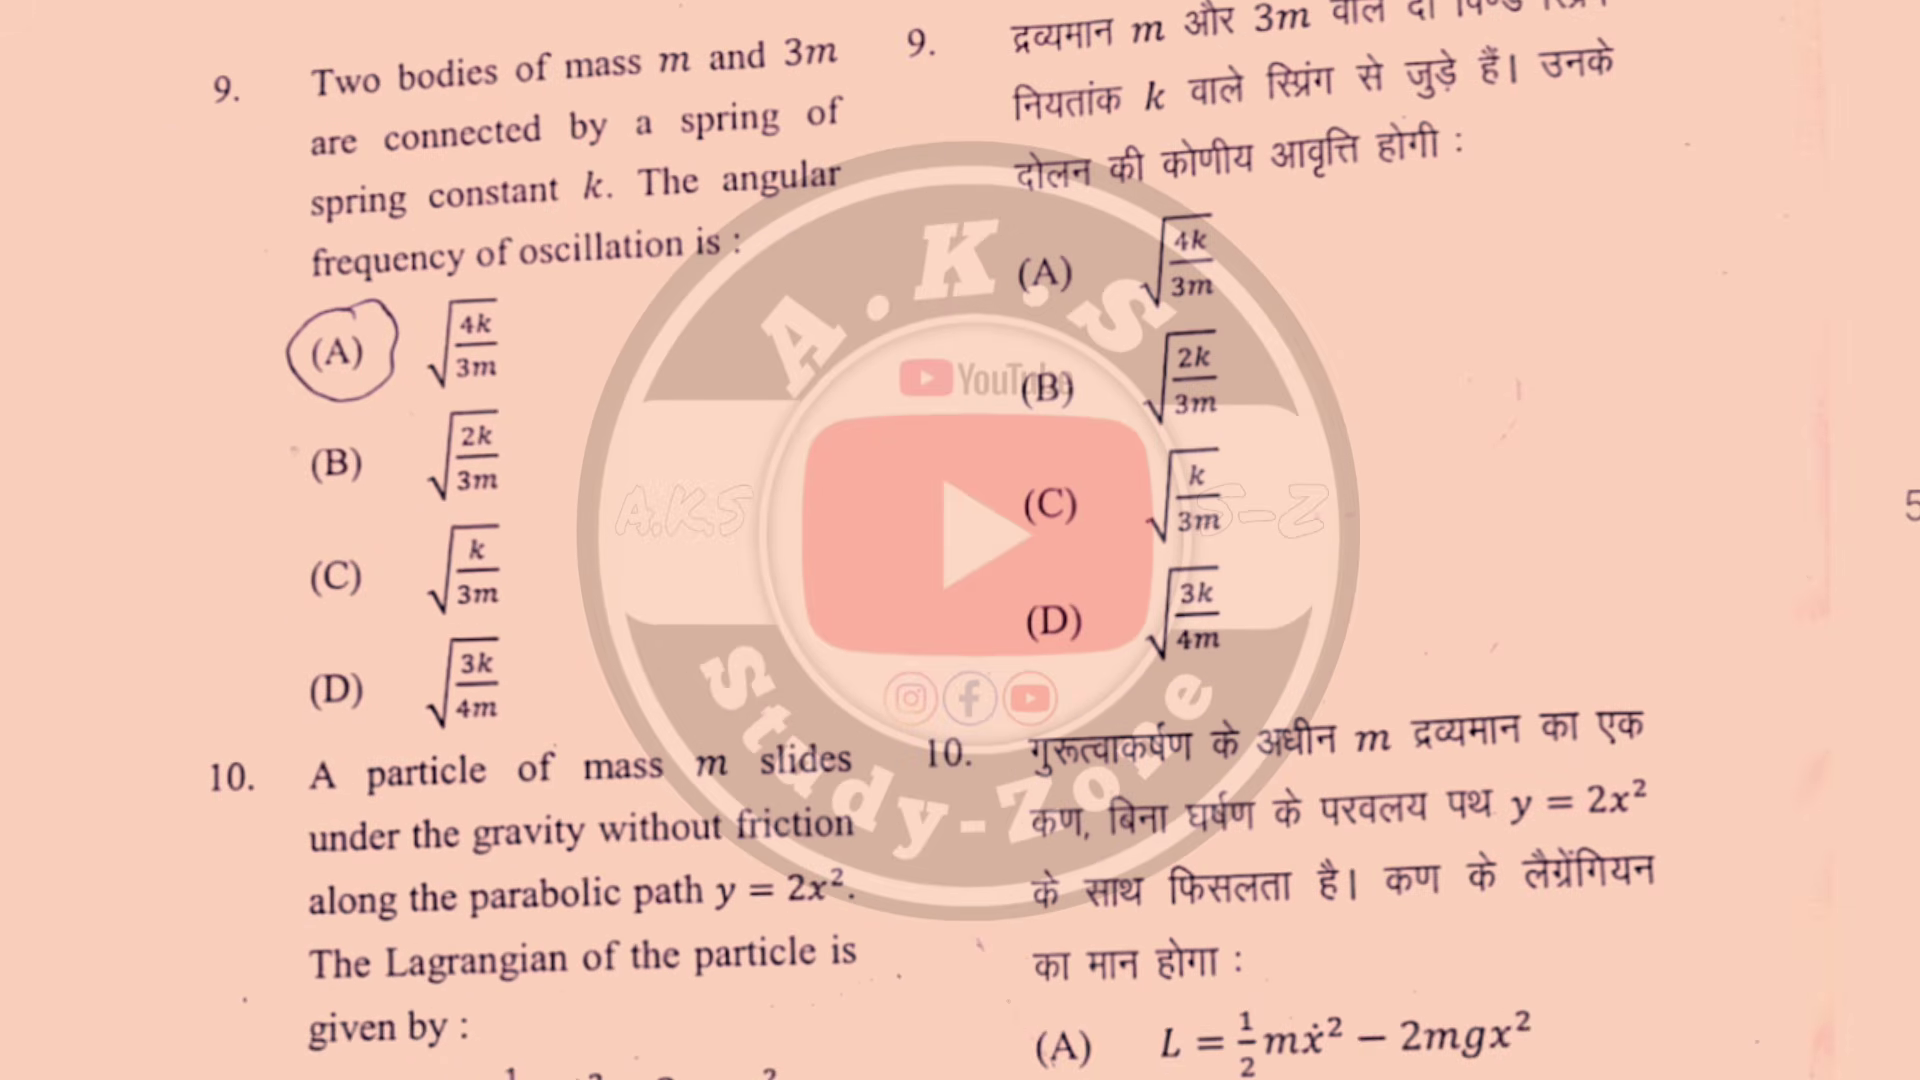 9. Two bodies of mass m and 3m
are connected by a spring of
spring constant k. The angular
frequency of oscillation is :
(A) √(4k/3m)
(B) √(2k/3m)
(C) √(k/3m)
(D) √(3k/4m)
10. A particle of mass m slides
under the gravity without friction
along the parabolic path y = 2x².
The Lagrangian of the particle is
given by :
9. द्रव्यमान m और 3m वाले दो पिण्ड
नियतांक k वाले स्प्रिंग से जुड़े हैं। उनके
दोलन की कोणीय आवृत्ति होगी :
(A) √(4k/3m)
(B) √(2k/3m)
(C) √(k/3m)
(D) √(3k/4m)
10. गुरूत्वाकर्षण के अधीन m द्रव्यमान का एक
कण, बिना घर्षण के परवलय पथ y = 2x²
के साथ फिसलता है। कण के लैग्रेंगियन
का मान होगा :
(A) L = ½mẋ² − 2mgx²
5
A.K.S
YouTube
A.K.S S-Z
Study-Zone